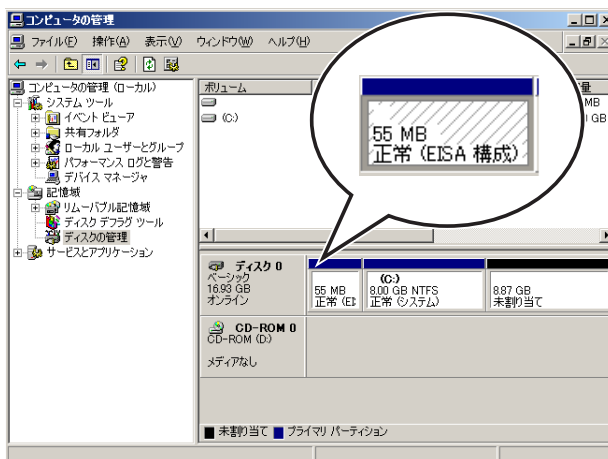 コンピュータの管理
ファイル(F) 操作(A) 表示(V) ウィンドウ(W) ヘルプ(H)
コンピュータの管理 (ローカル)
システム ツール
イベント ビューア
共有フォルダ
ローカル ユーザーとグループ
パフォーマンス ログと警告
デバイス マネージャ
記憶域
リムーバブル記憶域
ディスク デフラグ ツール
ディスクの管理
サービスとアプリケーション
ボリューム
量
MB
(C:)
GB
55 MB
正常 (EISA 構成)
ディスク 0
ベーシック
16.93 GB
オンライン
55 MB
正常 (EI
(C:)
8.00 GB NTFS
正常 (システム)
8.87 GB
未割り当て
CD-ROM 0
CD-ROM (D:)
メディアなし
未割り当て プライマリ パーティション